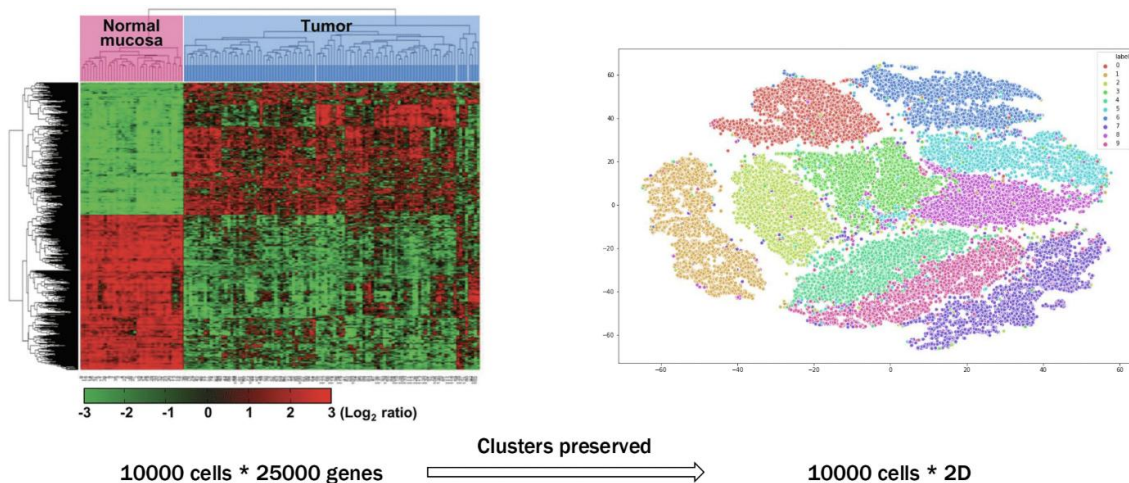 Normal
mucosa
Tumor
-3 -2 -1 0 1 2 3 (Log₂ ratio)
60
40
20
0
−20
−40
−60
−60 −40 −20 0 20 40 60
label
0
1
2
3
4
5
6
7
8
9
Clusters preserved
10000 cells * 25000 genes
10000 cells * 2D